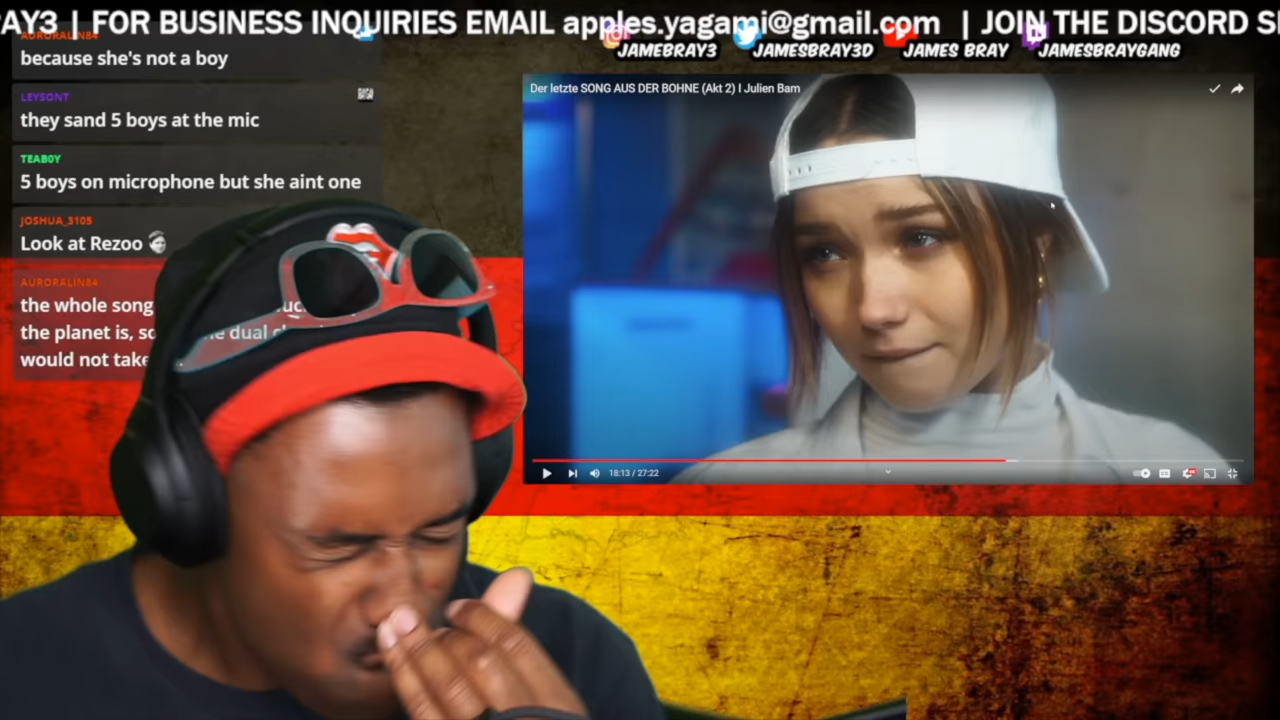 AY3 | FOR BUSINESS INQUIRIES EMAIL apples.yagami@gmail.com | JOIN THE DISCORD S
JAMEBRAY3 JAMESBRAY3D JAMES BRAY JAMESBRAYGANG
AURORALIN84
because she's not a boy
LEYSONT
they sand 5 boys at the mic
TEABOY
5 boys on microphone but she aint one
JOSHUA_3105
Look at Rezoo
AURORALIN84
the whole song
the planet is, so dual
would not take
Der letzte SONG AUS DER BOHNE (Akt 2) I Julien Bam
18:13 / 27:22